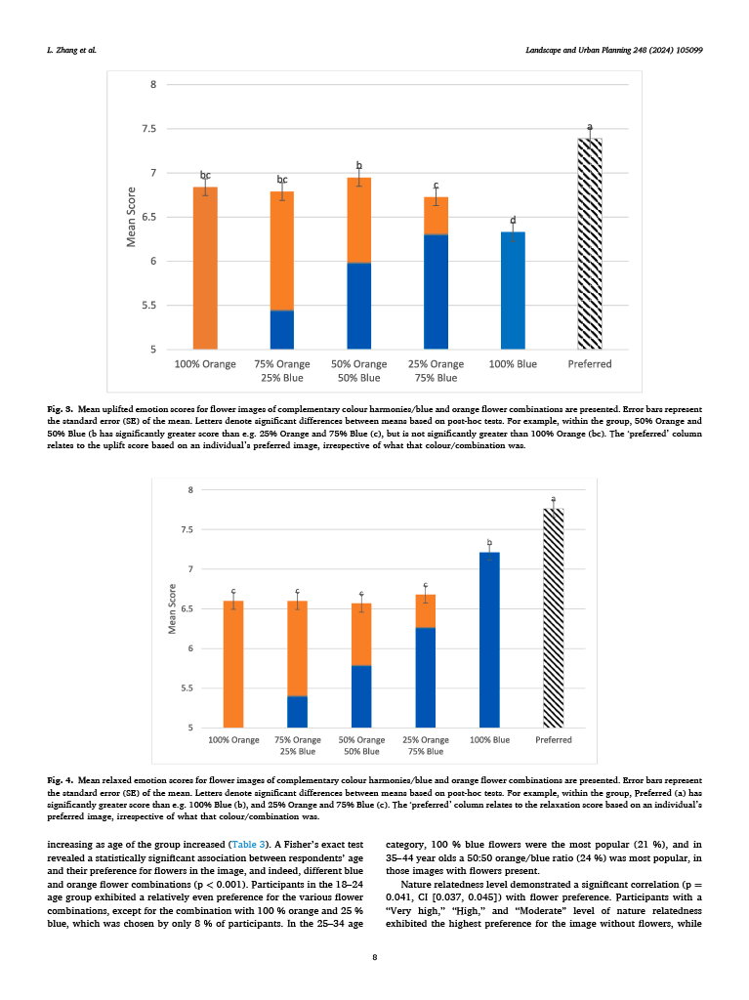 L. Zhang et al.
Landscape and Urban Planning 248 (2024) 105099
8
7.5
7
6.5
6
5.5
5
Mean Score
bc
bc
b
c
d
a
100% Orange
75% Orange
25% Blue
50% Orange
50% Blue
25% Orange
75% Blue
100% Blue
Preferred
Fig. 3. Mean uplifted emotion scores for flower images of complementary colour harmonies/blue and orange flower combinations are presented. Error bars represent
the standard error (SE) of the mean. Letters denote significant differences between means based on post-hoc tests. For example, within the group, 50% Orange and
50% Blue (b has significantly greater score than e.g. 25% Orange and 75% Blue (c), but is not significantly greater than 100% Orange (bc). The ‘preferred’ column
relates to the uplift score based on an individual’s preferred image, irrespective of what that colour/combination was.
8
7.5
7
6.5
6
5.5
5
Mean Score
c
c
c
c
b
a
100% Orange
75% Orange
25% Blue
50% Orange
50% Blue
25% Orange
75% Blue
100% Blue
Preferred
Fig. 4. Mean relaxed emotion scores for flower images of complementary colour harmonies/blue and orange flower combinations are presented. Error bars represent
the standard error (SE) of the mean. Letters denote significant differences between means based on post-hoc tests. For example, within the group, Preferred (a) has
significantly greater score than e.g. 100% Blue (b), and 25% Orange and 75% Blue (c). The ‘preferred’ column relates to the relaxation score based on an individual’s
preferred image, irrespective of what that colour/combination was.
increasing as age of the group increased (Table 3). A Fisher’s exact test
revealed a statistically significant association between respondents’ age
and their preference for flowers in the image, and indeed, different blue
and orange flower combinations (p < 0.001). Participants in the 18–24
age group exhibited a relatively even preference for the various flower
combinations, except for the combination with 100 % orange and 25 %
blue, which was chosen by only 8 % of participants. In the 25–34 age
category, 100 % blue flowers were the most popular (21 %), and in
35–44 year olds a 50:50 orange/blue ratio (24 %) was most popular, in
those images with flowers present.
Nature relatedness level demonstrated a significant correlation (p =
0.041, CI [0.037, 0.045]) with flower preference. Participants with a
“Very high,” “High,” and “Moderate” level of nature relatedness
exhibited the highest preference for the image without flowers, while
8